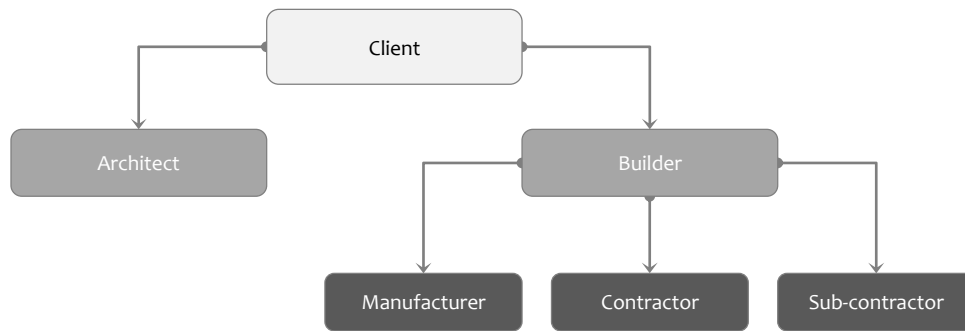 Client
Architect
Builder
Manufacturer
Contractor
Sub-contractor